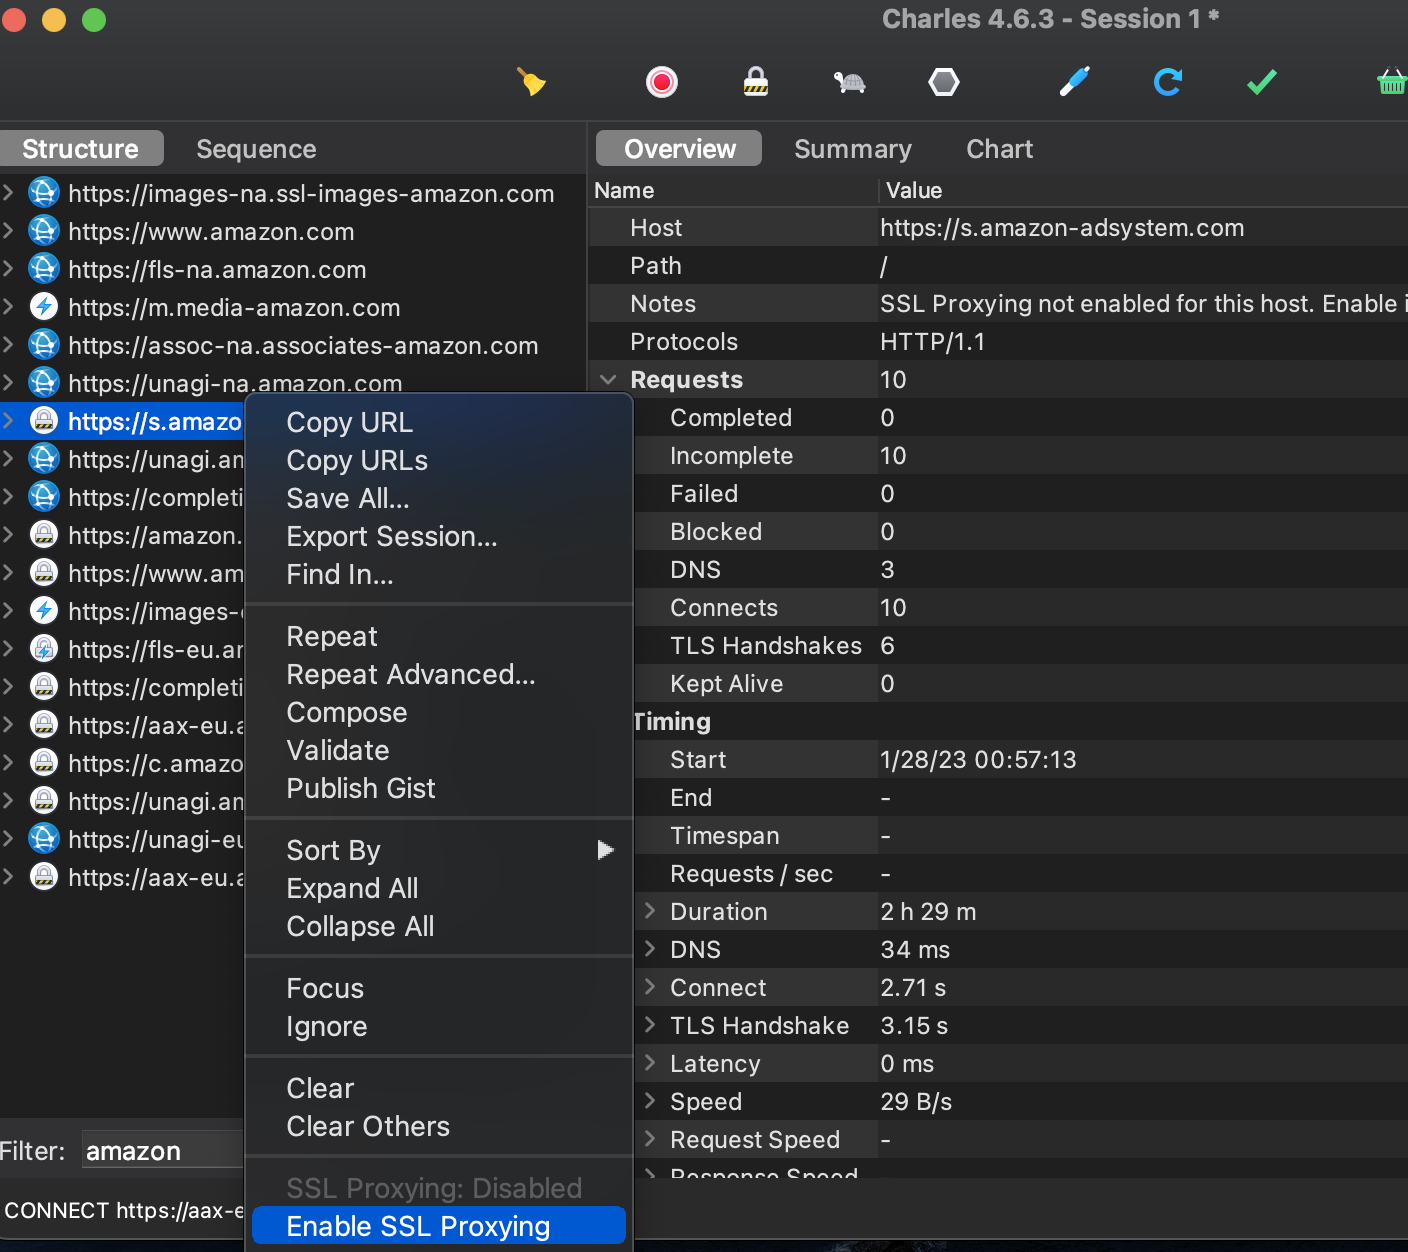 Charles 4.6.3 - Session 1 *
Structure
Sequence
https://images-na.ssl-images-amazon.com
https://www.amazon.com
https://fls-na.amazon.com
https://m.media-amazon.com
https://assoc-na.associates-amazon.com
https://unagi-na.amazon.com
https://s.amazo
https://unagi.am
https://completi
https://amazon.
https://www.am
https://images-
https://fls-eu.am
https://completi
https://aax-eu.a
https://c.amazo
https://unagi.am
https://unagi-eu
https://aax-eu.a
Filter: amazon
CONNECT https://aax-e
Copy URL
Copy URLs
Save All...
Export Session...
Find In...
Repeat
Repeat Advanced...
Compose
Validate
Publish Gist
Sort By
Expand All
Collapse All
Focus
Ignore
Clear
Clear Others
SSL Proxying: Disabled
Enable SSL Proxying
Overview
Summary
Chart
Name Value
Host https://s.amazon-adsystem.com
Path /
Notes SSL Proxying not enabled for this host. Enable i
Protocols HTTP/1.1
Requests 10
Completed 0
Incomplete 10
Failed 0
Blocked 0
DNS 3
Connects 10
TLS Handshakes 6
Kept Alive 0
Timing
Start 1/28/23 00:57:13
End -
Timespan -
Requests / sec -
Duration 2 h 29 m
DNS 34 ms
Connect 2.71 s
TLS Handshake 3.15 s
Latency 0 ms
Speed 29 B/s
Request Speed -
Response Speed